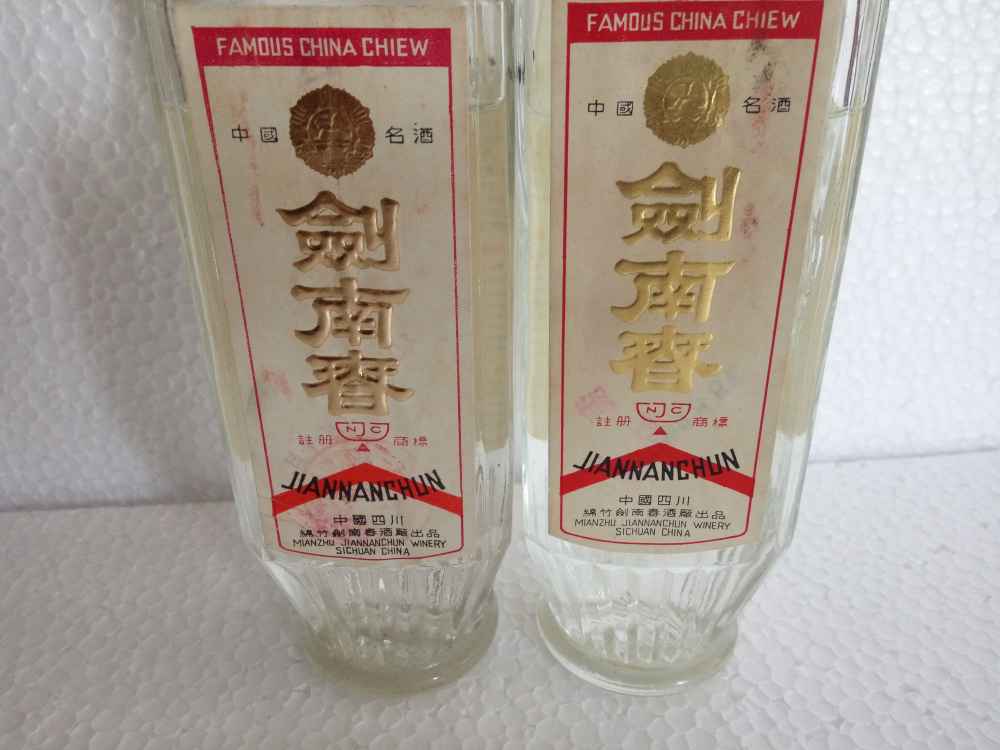 FAMOUS CHINA CHIEW
中國 名酒
劍南春
NJC
註册 商標
JIANNANCHUN
中國四川
綿竹劍南春酒廠出品
MIANZHU JIANNANCHUN WINERY
SICHUAN CHINA
FAMOUS CHINA CHIEW
中國 名酒
劍南春
NJC
註册 商標
JIANNANCHUN
中國四川
綿竹劍南春酒廠出品
MIANZHU JIANNANCHUN WINERY
SICHUAN CHINA